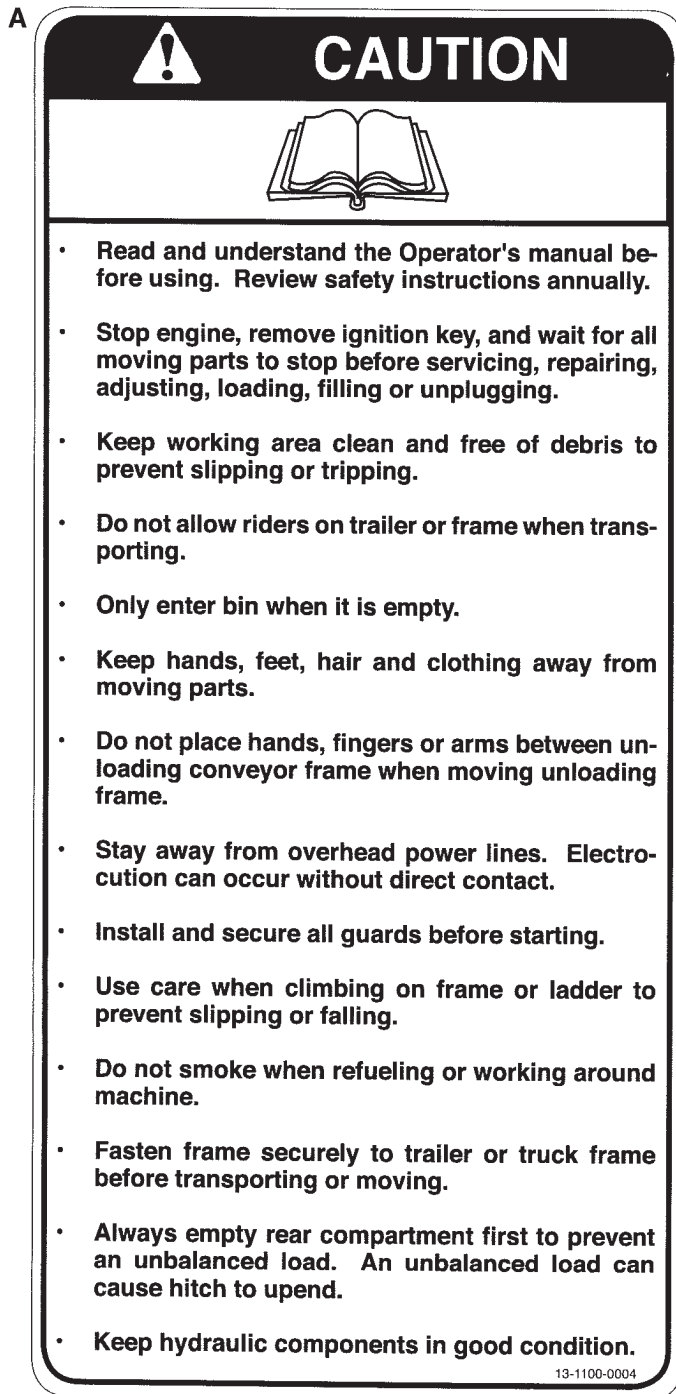 A
CAUTION
· Read and understand the Operator's manual be-
fore using. Review safety instructions annually.
· Stop engine, remove ignition key, and wait for all
moving parts to stop before servicing, repairing,
adjusting, loading, filling or unplugging.
· Keep working area clean and free of debris to
prevent slipping or tripping.
· Do not allow riders on trailer or frame when trans-
porting.
· Only enter bin when it is empty.
· Keep hands, feet, hair and clothing away from
moving parts.
· Do not place hands, fingers or arms between un-
loading conveyor frame when moving unloading
frame.
· Stay away from overhead power lines. Electro-
cution can occur without direct contact.
· Install and secure all guards before starting.
· Use care when climbing on frame or ladder to
prevent slipping or falling.
· Do not smoke when refueling or working around
machine.
· Fasten frame securely to trailer or truck frame
before transporting or moving.
· Always empty rear compartment first to prevent
an unbalanced load. An unbalanced load can
cause hitch to upend.
· Keep hydraulic components in good condition.
13-1100-0004